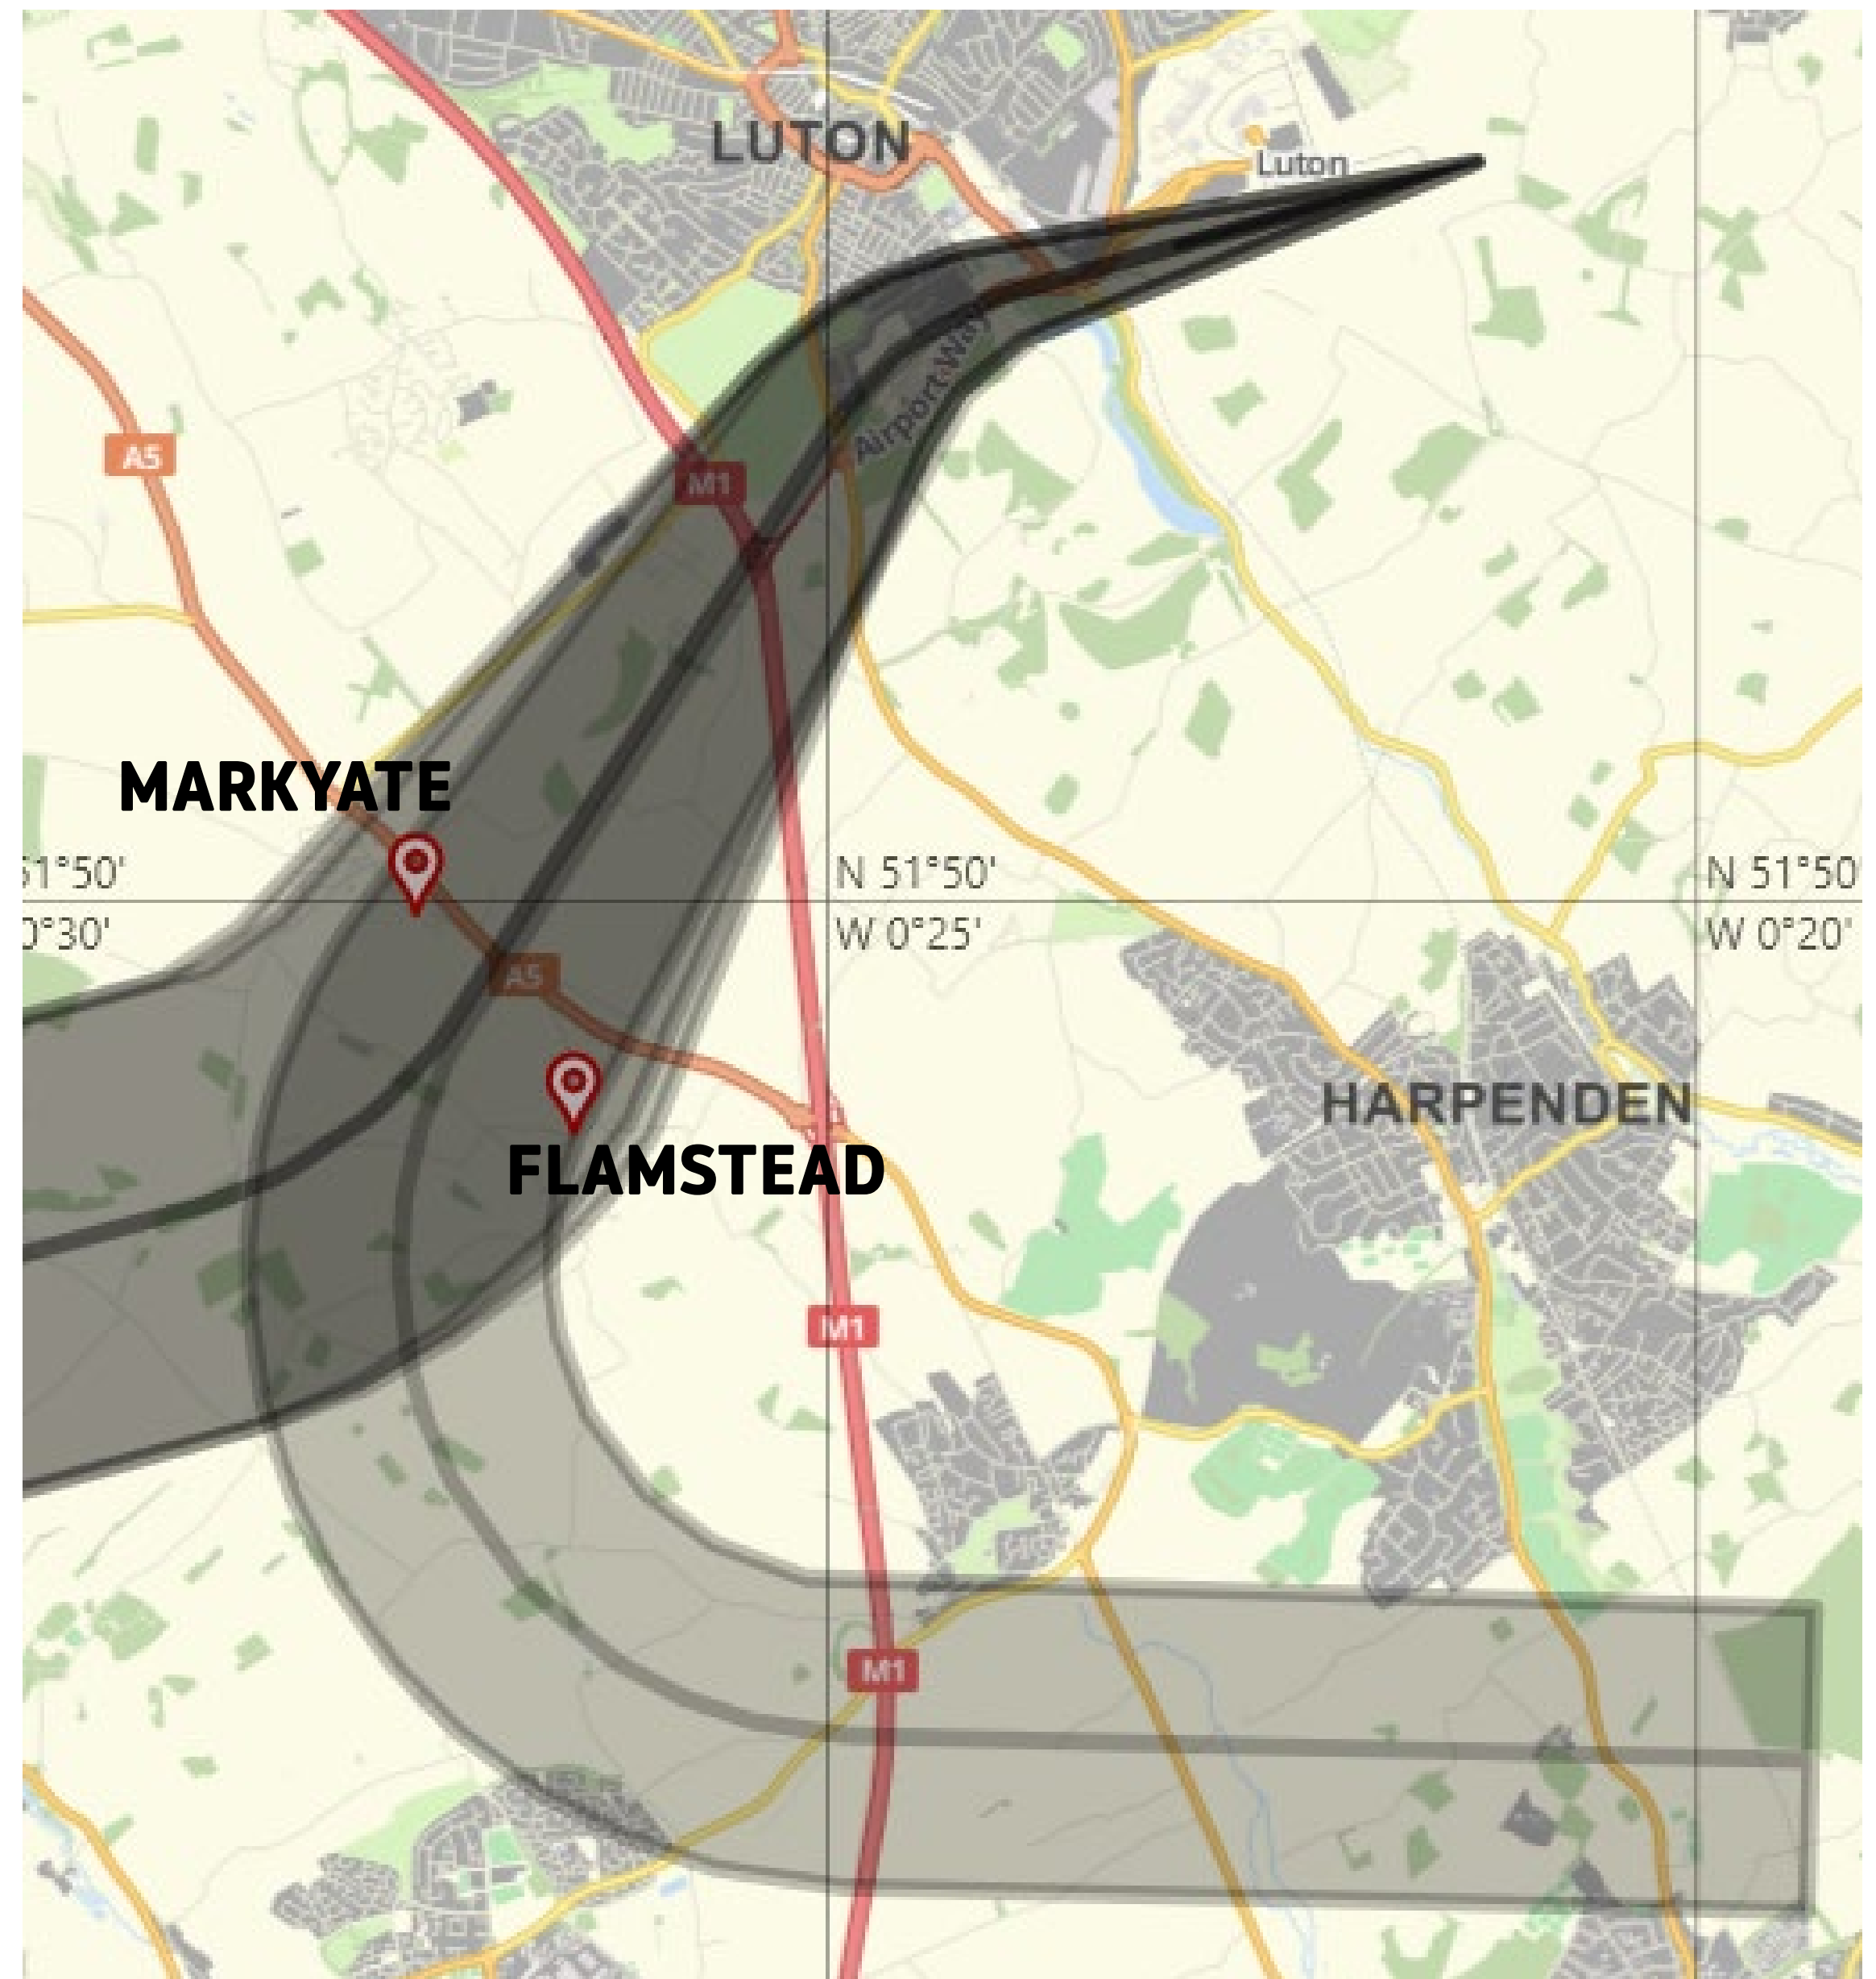 LUTON
Luton
Airport Way
A5
M1
MARKYATE
51°50'
N 51°50'
N 51°50'
0°30'
W 0°25'
W 0°20'
A5
FLAMSTEAD
HARPENDEN
M1
M1